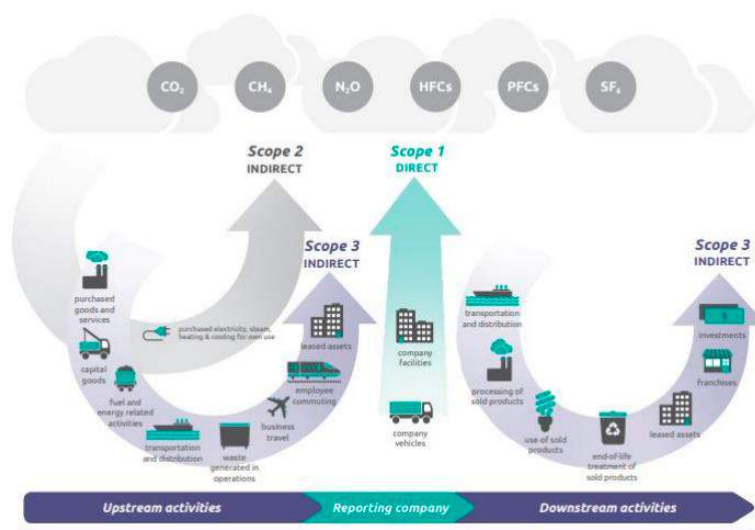 CO₂
CH₄
N₂O
HFCs
PFCs
SF₆
Scope 2
INDIRECT
Scope 1
DIRECT
Scope 3
INDIRECT
Scope 3
INDIRECT
purchased
goods and
services
capital
goods
fuel and
energy related
activities
transportation
and distribution
waste
generated in
operations
business
travel
employee
commuting
leased assets
purchased electricity, steam,
heating & cooling for own use
company
facilities
company
vehicles
transportation
and distribution
processing of
sold products
use of sold
products
end-of-life
treatment of
sold products
leased assets
franchises
investments
Upstream activities
Reporting company
Downstream activities